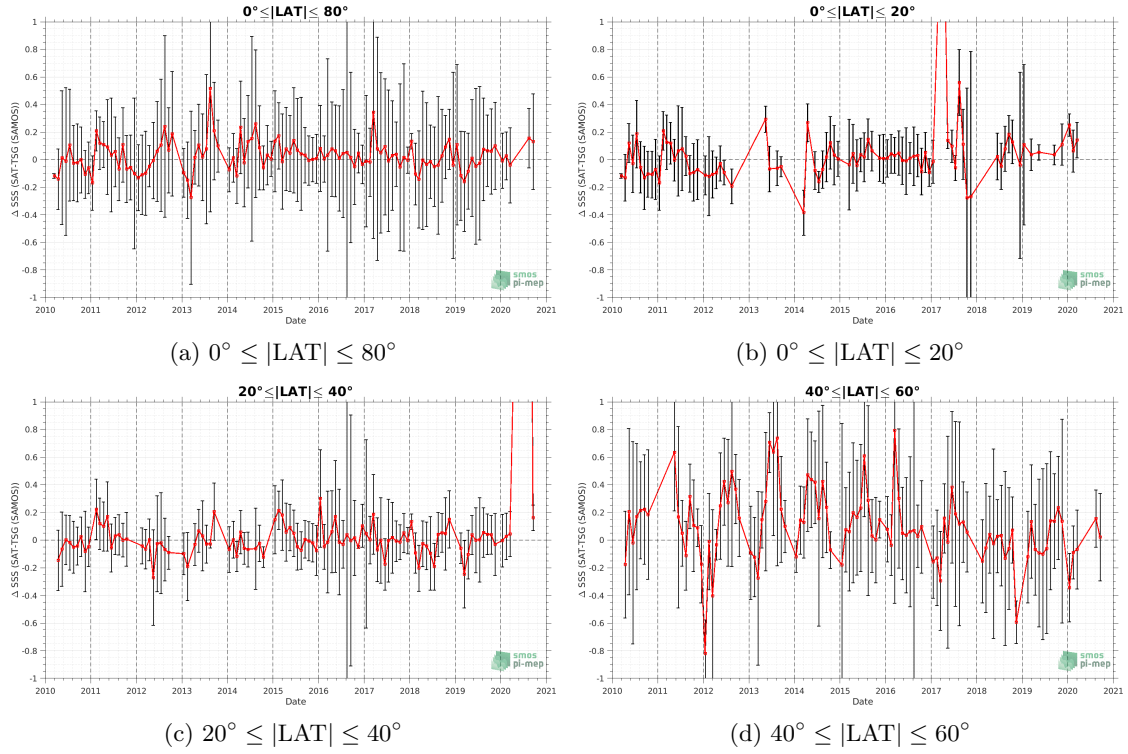 0°≤|LAT|≤ 80°
Δ SSS (SAT-TSG (SAMOS))
1
0.8
0.6
0.4
0.2
0
-0.2
-0.4
-0.6
-0.8
-1
2010 2011 2012 2013 2014 2015 2016 2017 2018 2019 2020 2021
Date
smos
pi-mep
(a) 0° ≤ |LAT| ≤ 80°
0°≤|LAT|≤ 20°
Δ SSS (SAT-TSG (SAMOS))
1
0.8
0.6
0.4
0.2
0
-0.2
-0.4
-0.6
-0.8
-1
2010 2011 2012 2013 2014 2015 2016 2017 2018 2019 2020 2021
Date
smos
pi-mep
(b) 0° ≤ |LAT| ≤ 20°
20°≤|LAT|≤ 40°
Δ SSS (SAT-TSG (SAMOS))
1
0.8
0.6
0.4
0.2
0
-0.2
-0.4
-0.6
-0.8
-1
2010 2011 2012 2013 2014 2015 2016 2017 2018 2019 2020 2021
Date
smos
pi-mep
(c) 20° ≤ |LAT| ≤ 40°
40°≤|LAT|≤ 60°
Δ SSS (SAT-TSG (SAMOS))
1
0.8
0.6
0.4
0.2
0
-0.2
-0.4
-0.6
-0.8
-1
2010 2011 2012 2013 2014 2015 2016 2017 2018 2019 2020 2021
Date
smos
pi-mep
(d) 40° ≤ |LAT| ≤ 60°